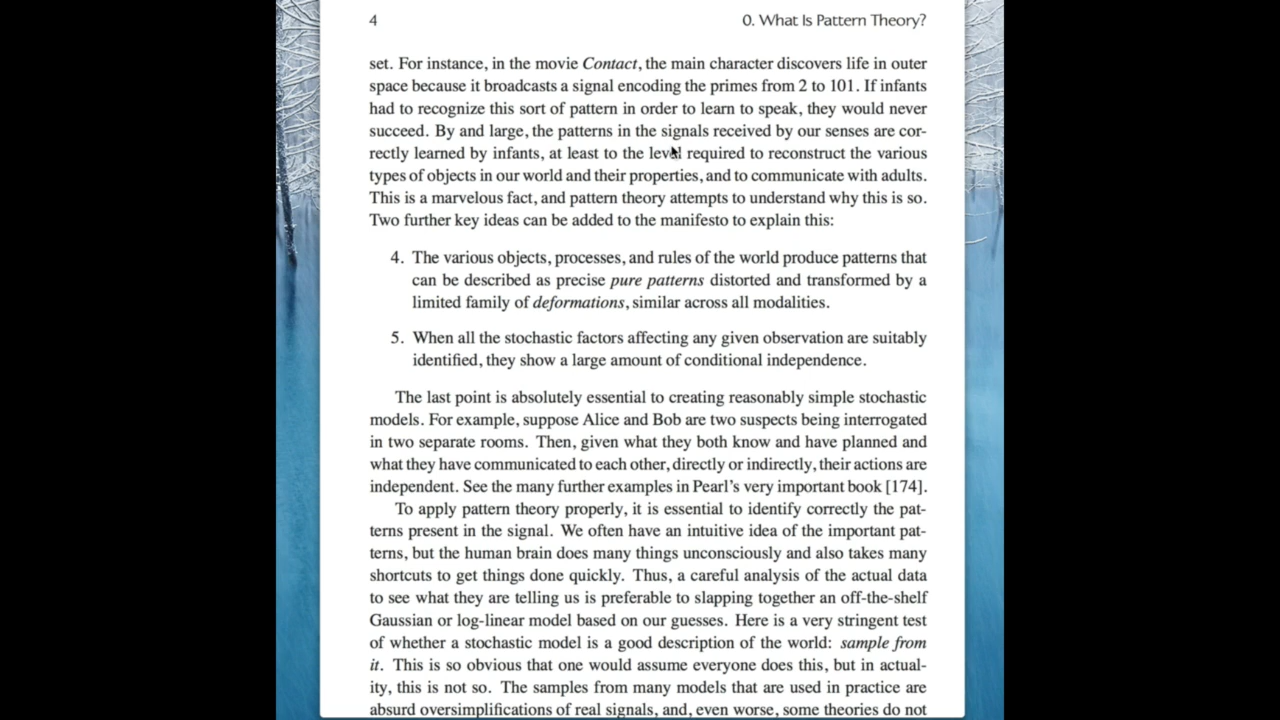 4 0. What Is Pattern Theory?
set. For instance, in the movie Contact, the main character discovers life in outer
space because it broadcasts a signal encoding the primes from 2 to 101. If infants
had to recognize this sort of pattern in order to learn to speak, they would never
succeed. By and large, the patterns in the signals received by our senses are cor-
rectly learned by infants, at least to the level required to reconstruct the various
types of objects in our world and their properties, and to communicate with adults.
This is a marvelous fact, and pattern theory attempts to understand why this is so.
Two further key ideas can be added to the manifesto to explain this:
4. The various objects, processes, and rules of the world produce patterns that
can be described as precise pure patterns distorted and transformed by a
limited family of deformations, similar across all modalities.
5. When all the stochastic factors affecting any given observation are suitably
identified, they show a large amount of conditional independence.
The last point is absolutely essential to creating reasonably simple stochastic
models. For example, suppose Alice and Bob are two suspects being interrogated
in two separate rooms. Then, given what they both know and have planned and
what they have communicated to each other, directly or indirectly, their actions are
independent. See the many further examples in Pearl's very important book [174].
To apply pattern theory properly, it is essential to identify correctly the pat-
terns present in the signal. We often have an intuitive idea of the important pat-
terns, but the human brain does many things unconsciously and also takes many
shortcuts to get things done quickly. Thus, a careful analysis of the actual data
to see what they are telling us is preferable to slapping together an off-the-shelf
Gaussian or log-linear model based on our guesses. Here is a very stringent test
of whether a stochastic model is a good description of the world: sample from
it. This is so obvious that one would assume everyone does this, but in actual-
ity, this is not so. The samples from many models that are used in practice are
absurd oversimplifications of real signals, and, even worse, some theories do not